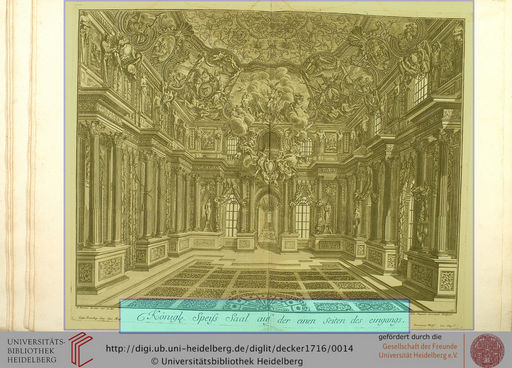 Königl. Speiß Saal auf der einen Seiten des eingangs.
UNIVERSITÄTS-
BIBLIOTHEK
HEIDELBERG
http://digi.ub.uni-heidelberg.de/diglit/decker1716/0014
© Universitätsbibliothek Heidelberg
gefördert durch die
Gesellschaft der Freunde
Universität Heidelberg e.V.